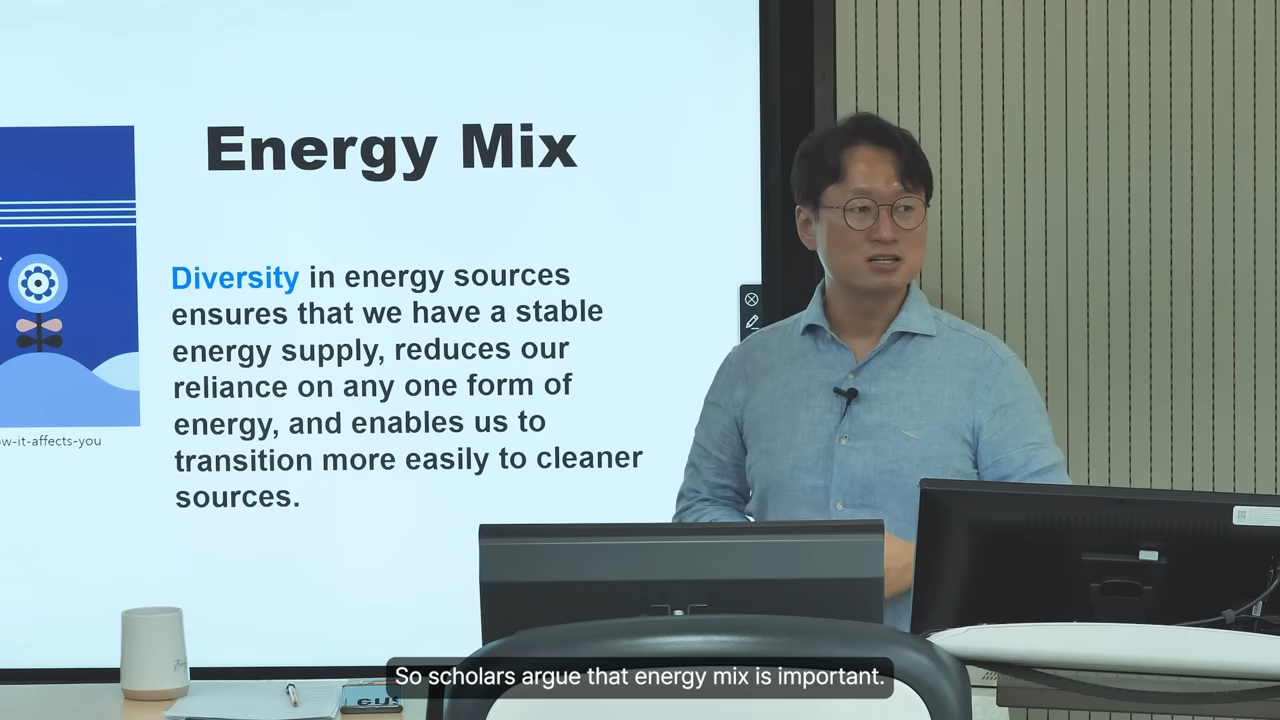 Energy Mix
Diversity in energy sources
ensures that we have a stable
energy supply, reduces our
reliance on any one form of
energy, and enables us to
transition more easily to cleaner
sources.
w-it-affects-you
So scholars argue that energy mix is important.